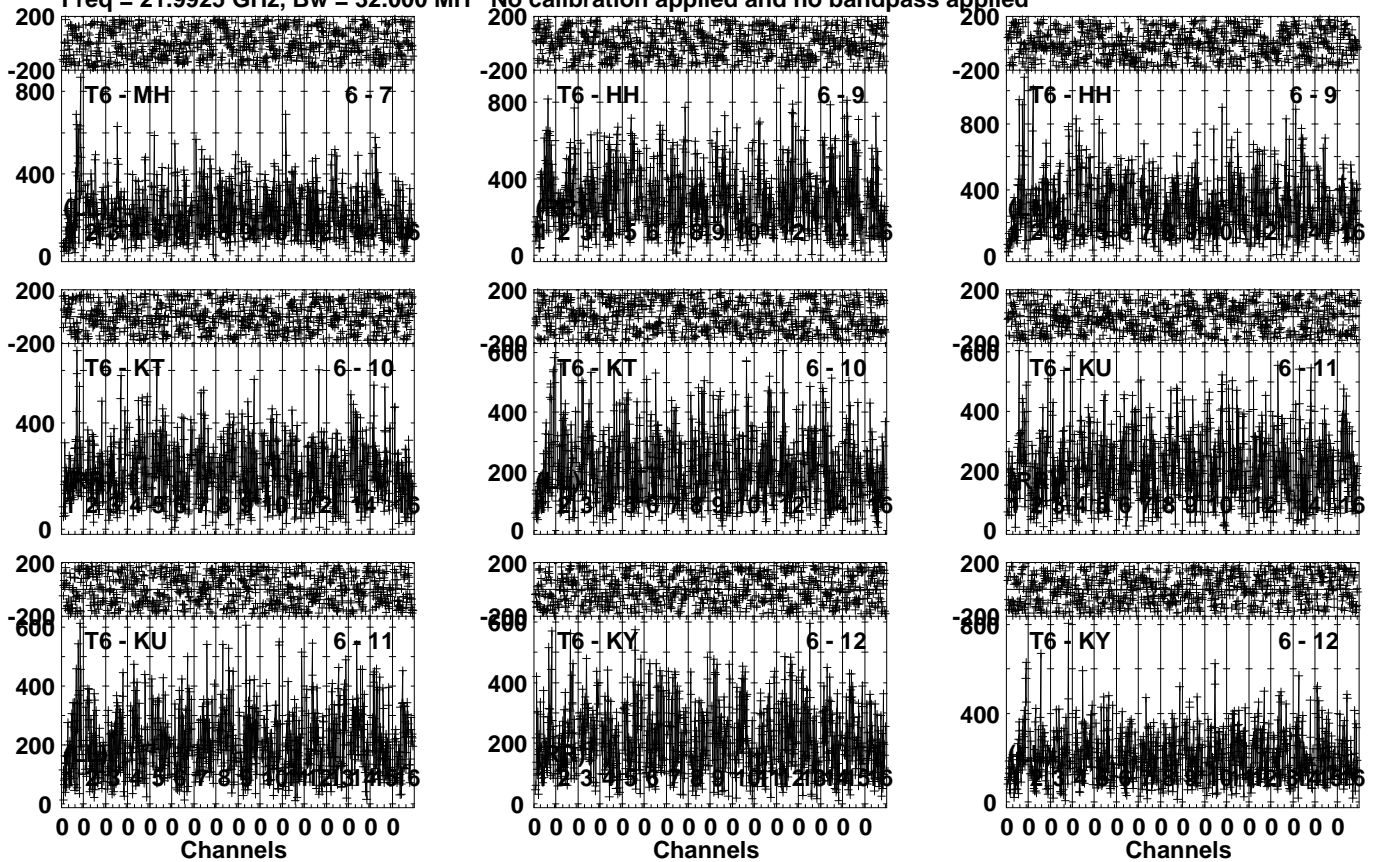 Freq = 21.9925 GHz, Bw = 32.000 MH No calibration applied and no bandpass applied
200 200 200
-200 -200 -200
T6 - MH 6 - 7 T6 - HH 6 - 9 T6 - HH 6 - 9
800 800 800
400 400 400
0 0 0
200 200 200
-200 -200 -200
600 600
T6 - KT 6 - 10 T6 - KT 6 - 10 T6 - KU 6 - 11
400 400 400
200 200
0 0 0
200 200 200
-200 -200 -200
600 600 800
T6 - KU 6 - 11 T6 - KY 6 - 12 T6 - KY 6 - 12
400 400 400
200 200
0 0 0
0 0 0 0 0 0 0 0 0 0 0 0 0 0 0 0 0 0 0 0 0 0 0 0 0 0 0 0 0 0 0 0 0 0 0 0 0 0 0 0 0 0 0 0 0 0 0 0
Channels Channels Channels